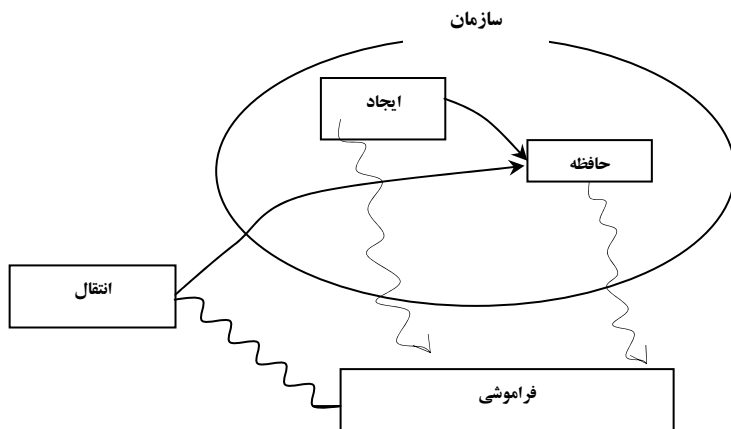 سازمان
ایجاد
حافظه
انتقال
فراموشی